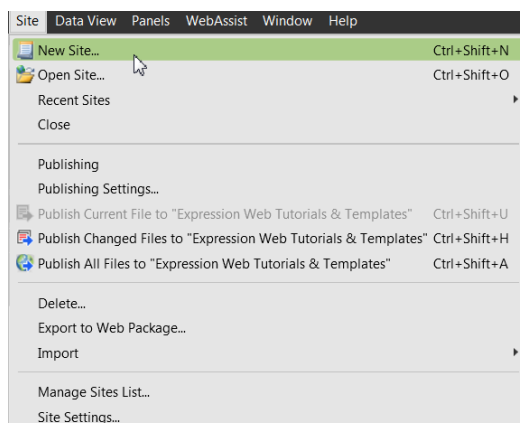 Site Data View Panels WebAssist Window Help
New Site... Ctrl+Shift+N
Open Site... Ctrl+Shift+O
Recent Sites
Close
Publishing
Publishing Settings...
Publish Current File to "Expression Web Tutorials & Templates" Ctrl+Shift+U
Publish Changed Files to "Expression Web Tutorials & Templates" Ctrl+Shift+H
Publish All Files to "Expression Web Tutorials & Templates" Ctrl+Shift+A
Delete...
Export to Web Package...
Import
Manage Sites List...
Site Settings...